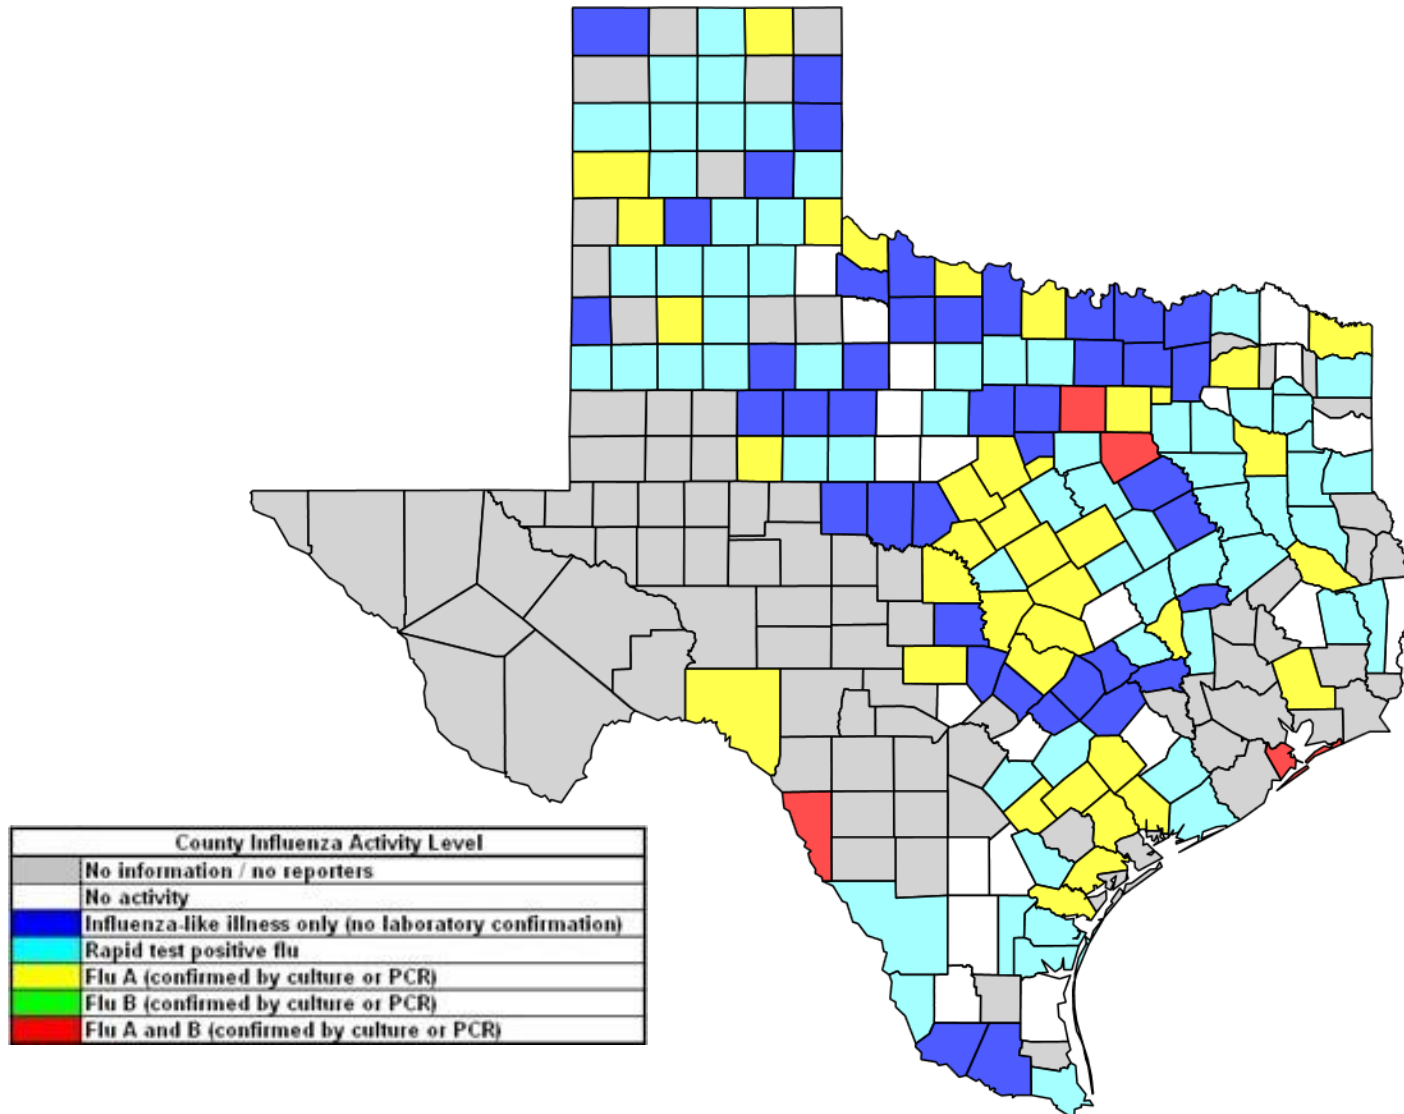 County Influenza Activity Level
No information / no reporters
No activity
Influenza-like illness only (no laboratory confirmation)
Rapid test positive flu
Flu A (confirmed by culture or PCR)
Flu B (confirmed by culture or PCR)
Flu A and B (confirmed by culture or PCR)